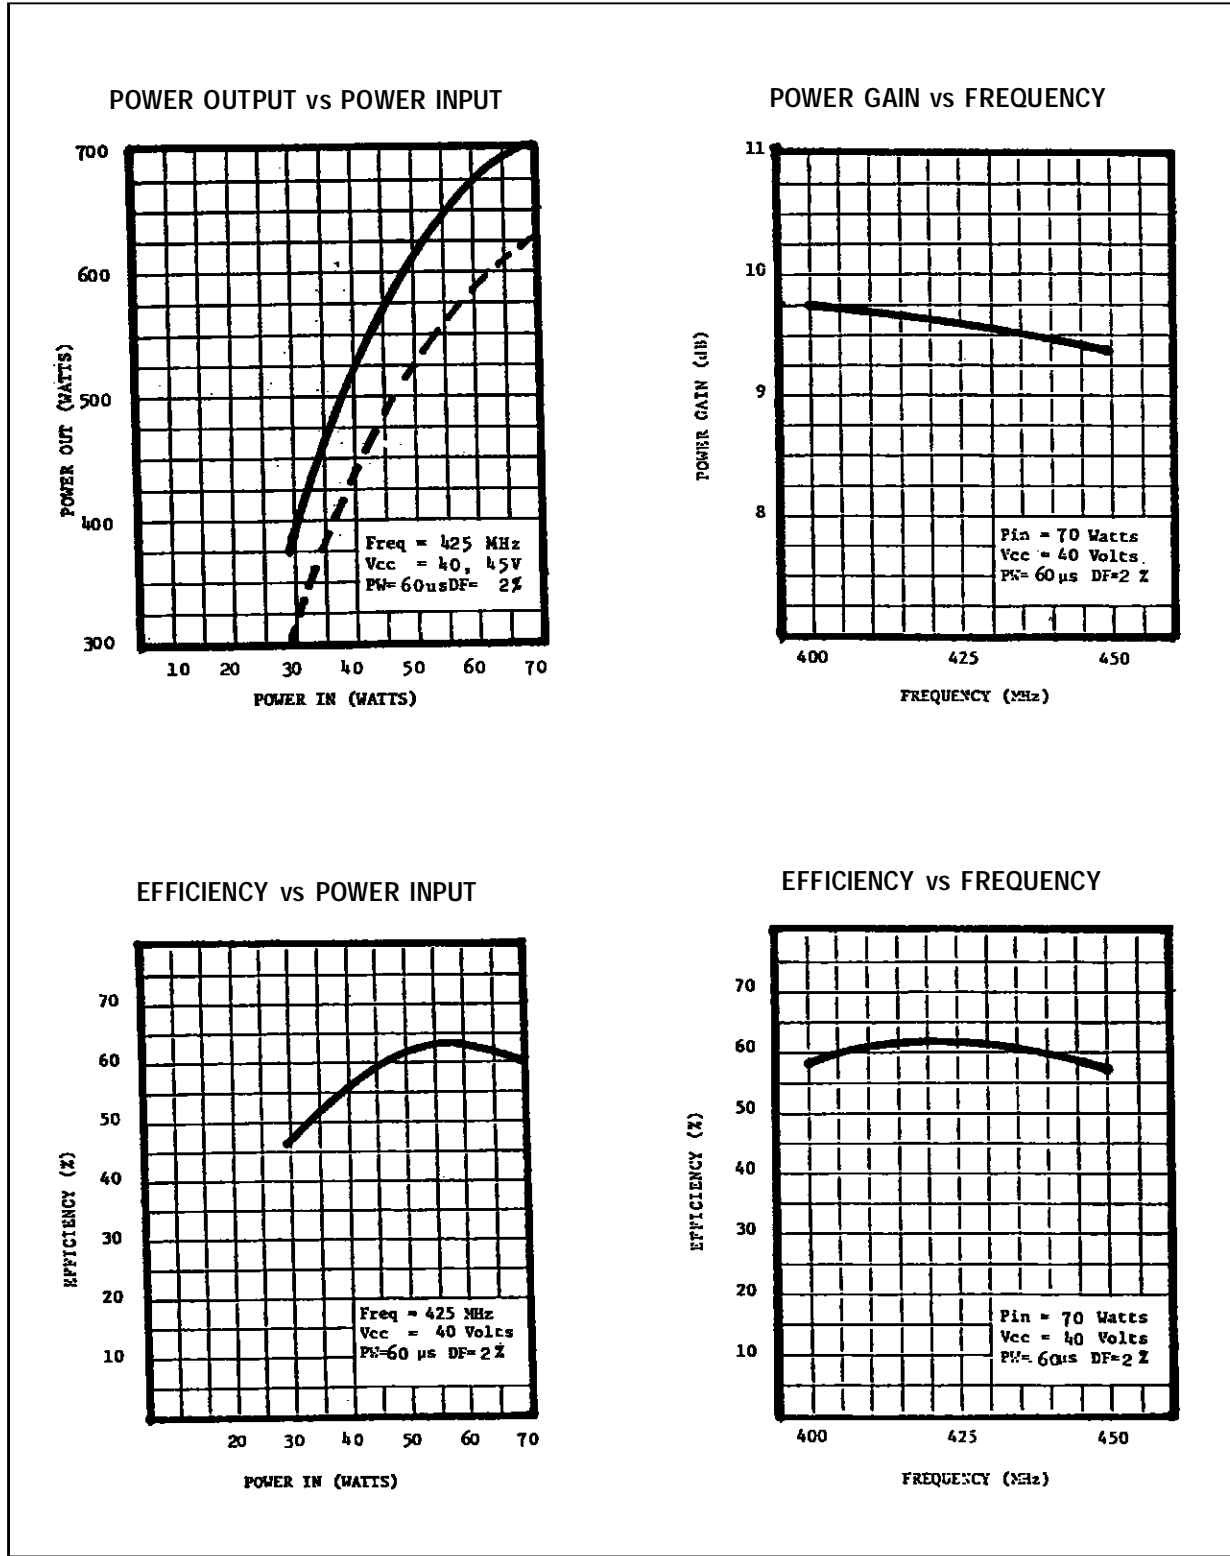 POWER OUTPUT vs POWER INPUT
700
600
500
400
300
POWER OUT (WATTS)
Freq = 425 MHz
Vcc = 40, 45V
PW=60usDF= 2%
10 20 30 40 50 60 70
POWER IN (WATTS)
POWER GAIN vs FREQUENCY
11
10
9
8
POWER GAIN (dB)
Pin = 70 Watts
Vcc = 40 Volts.
PW= 60µs DF=2 %
400 425 450
FREQUENCY (MHz)
EFFICIENCY vs POWER INPUT
70
60
50
40
30
20
10
EFFICIENCY (%)
Freq = 425 MHz
Vcc = 40 Volts
PW=60 µs DF=2%
20 30 40 50 60 70
POWER IN (WATTS)
EFFICIENCY vs FREQUENCY
70
60
50
40
30
20
10
EFFICIENCY (%)
Pin = 70 Watts
Vcc = 40 Volts
PW= 60µs DF=2 %
400 425 450
FREQUENCY (MHz)